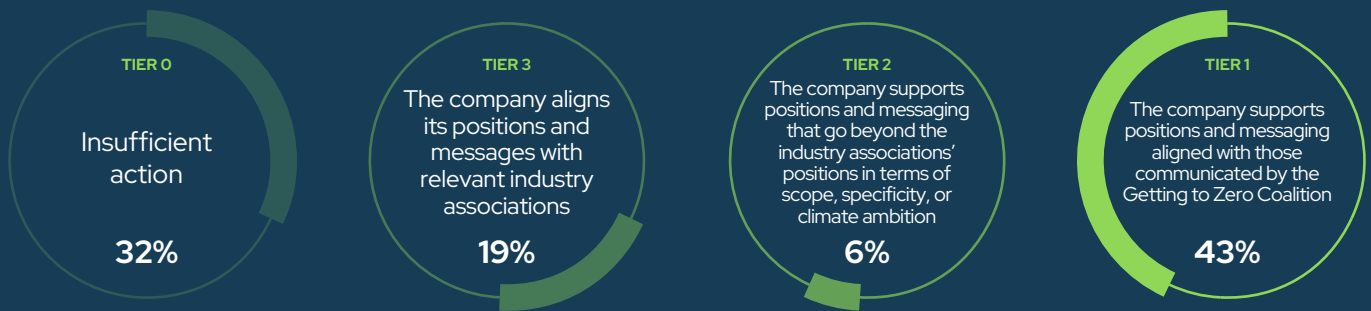 TIER 0
Insufficient
action
32%
TIER 3
The company aligns
its positions and
messages with
relevant industry
associations
19%
TIER 2
The company supports
positions and messaging
that go beyond the
industry associations’
positions in terms of
scope, specificity, or
climate ambition
6%
TIER 1
The company supports
positions and messaging
aligned with those
communicated by the
Getting to Zero Coalition
43%